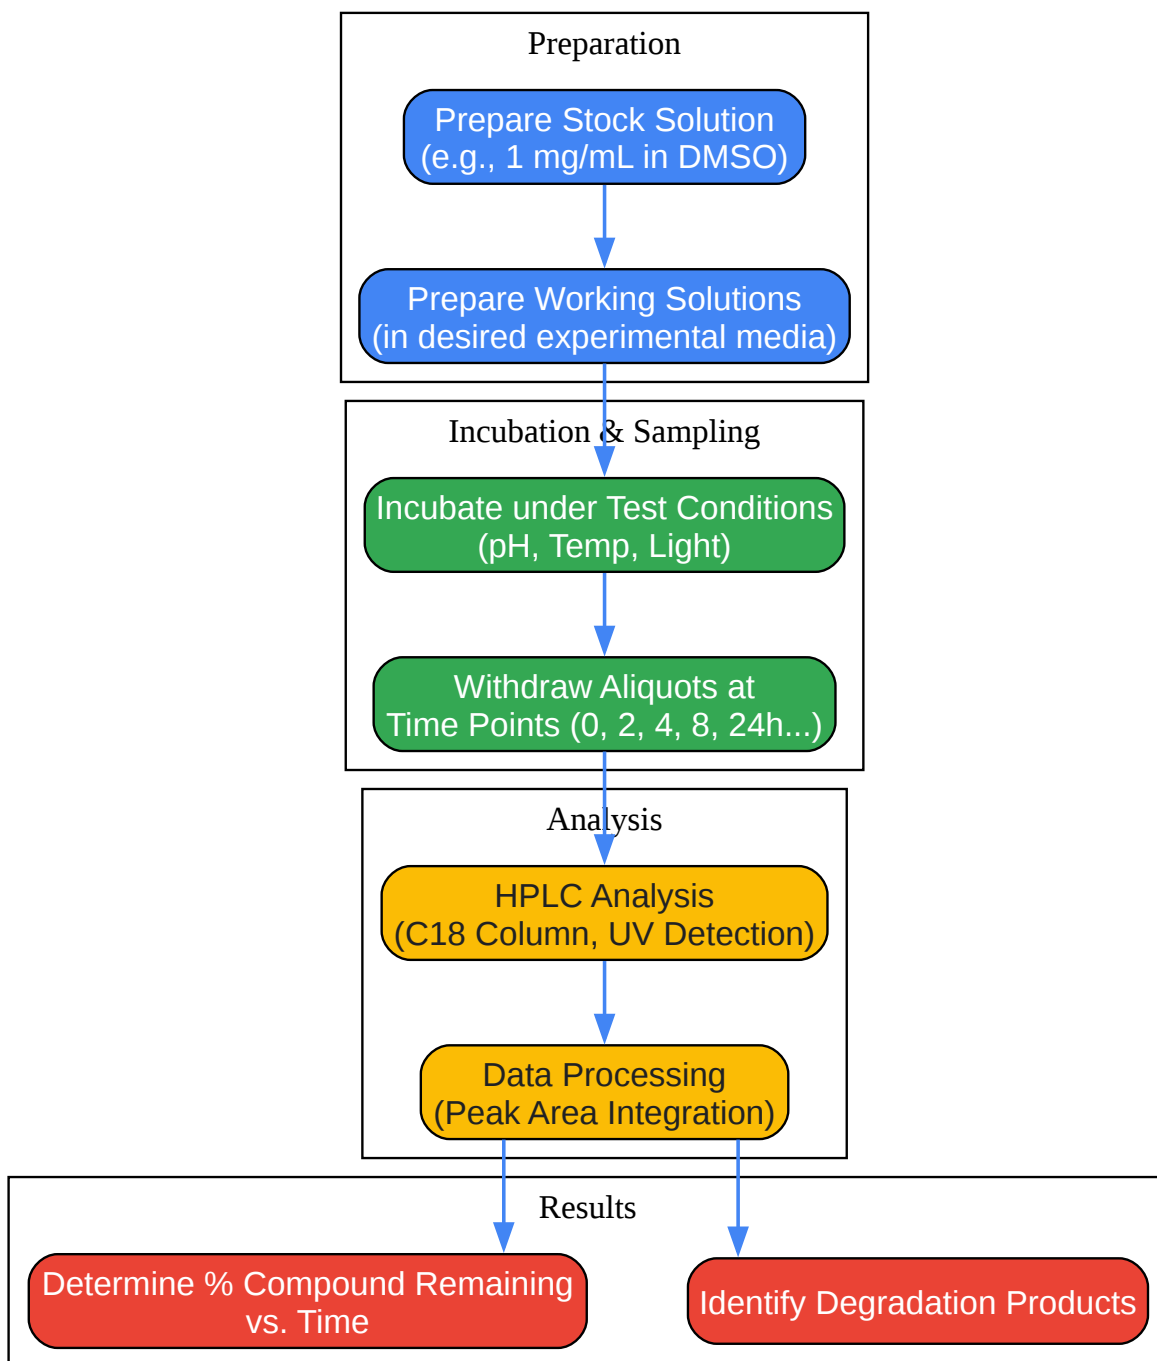 Preparation
Prepare Stock Solution
(e.g., 1 mg/mL in DMSO)
Prepare Working Solutions
(in desired experimental media)
Incubation & Sampling
Incubate under Test Conditions
(pH, Temp, Light)
Withdraw Aliquots at
Time Points (0, 2, 4, 8, 24h...)
Analysis
HPLC Analysis
(C18 Column, UV Detection)
Data Processing
(Peak Area Integration)
Results
Determine % Compound Remaining
vs. Time
Identify Degradation Products